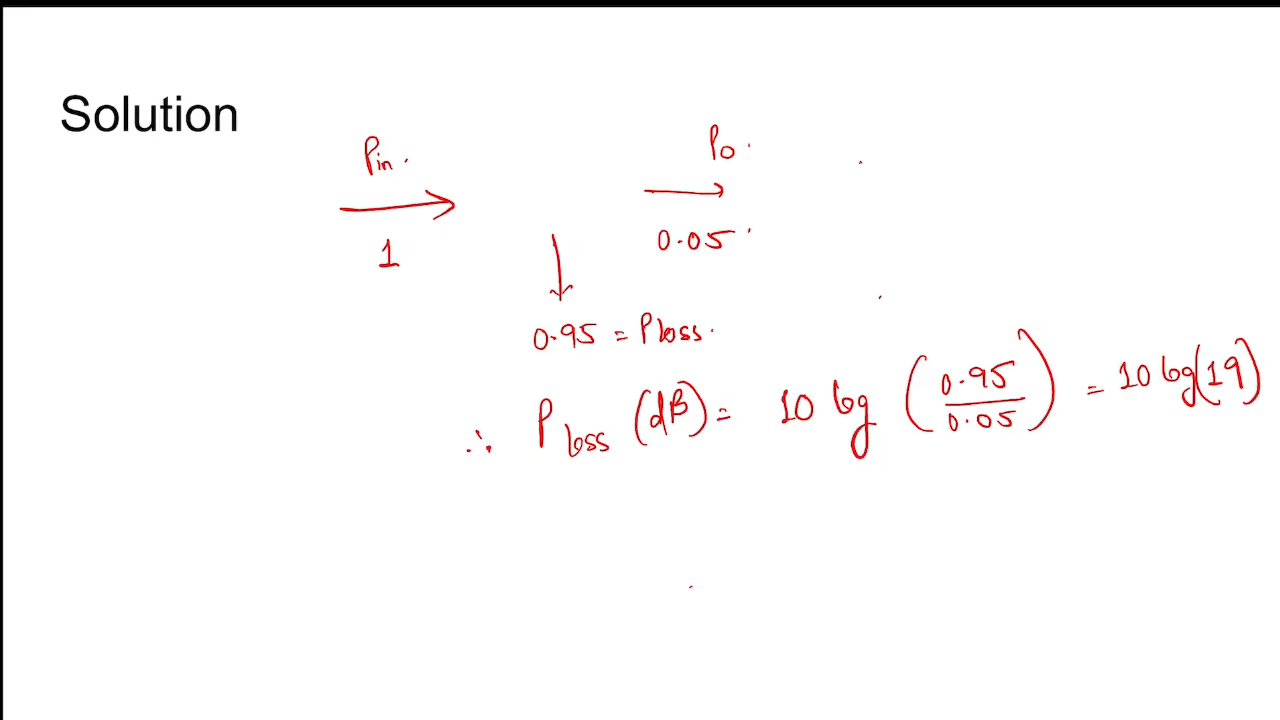 Solution
Pin. Po.
1 0.05
0.95 = Ploss.
∴ Ploss (dB) = 10 log (0.95/0.05) = 10 log(19)